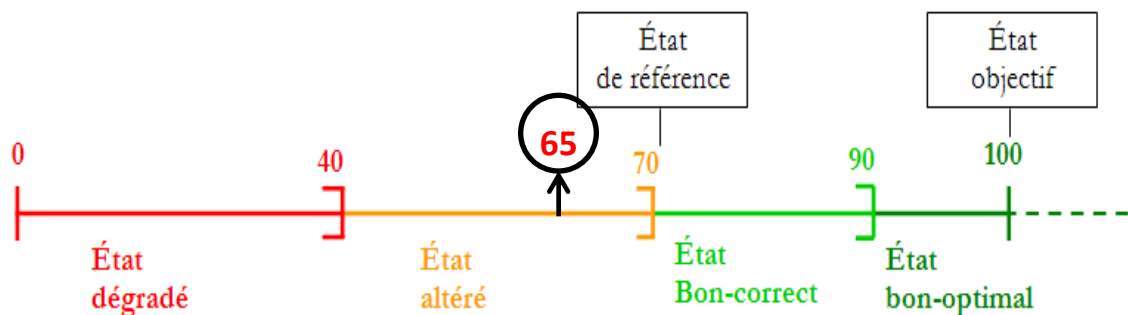 État
de référence
État
objectif
65
0
40
70
90
100
État
dégradé
État
altéré
État
Bon-correct
État
bon-optimal